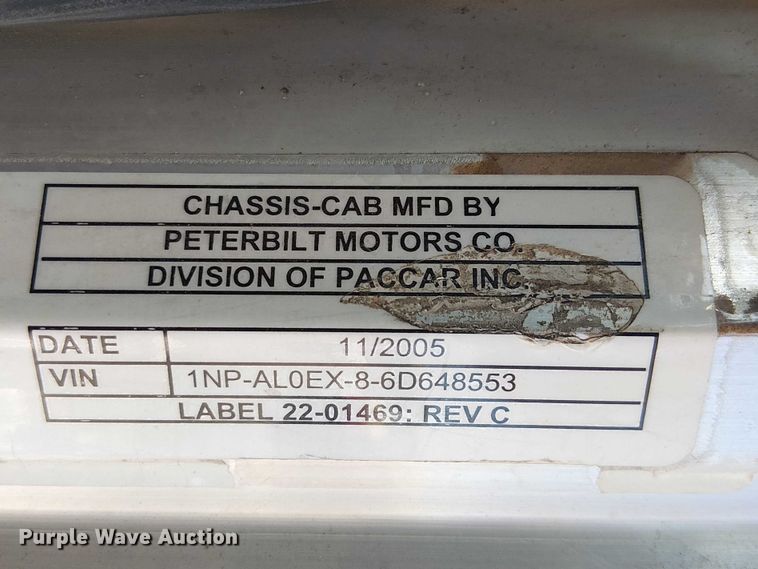 CHASSIS-CAB MFD BY
PETERBILT MOTORS CO.
DIVISION OF PACCAR INC.
DATE 11/2005
VIN 1NP-AL0EX-8-6D648553
LABEL 22-01469: REV C
Purple Wave Auction